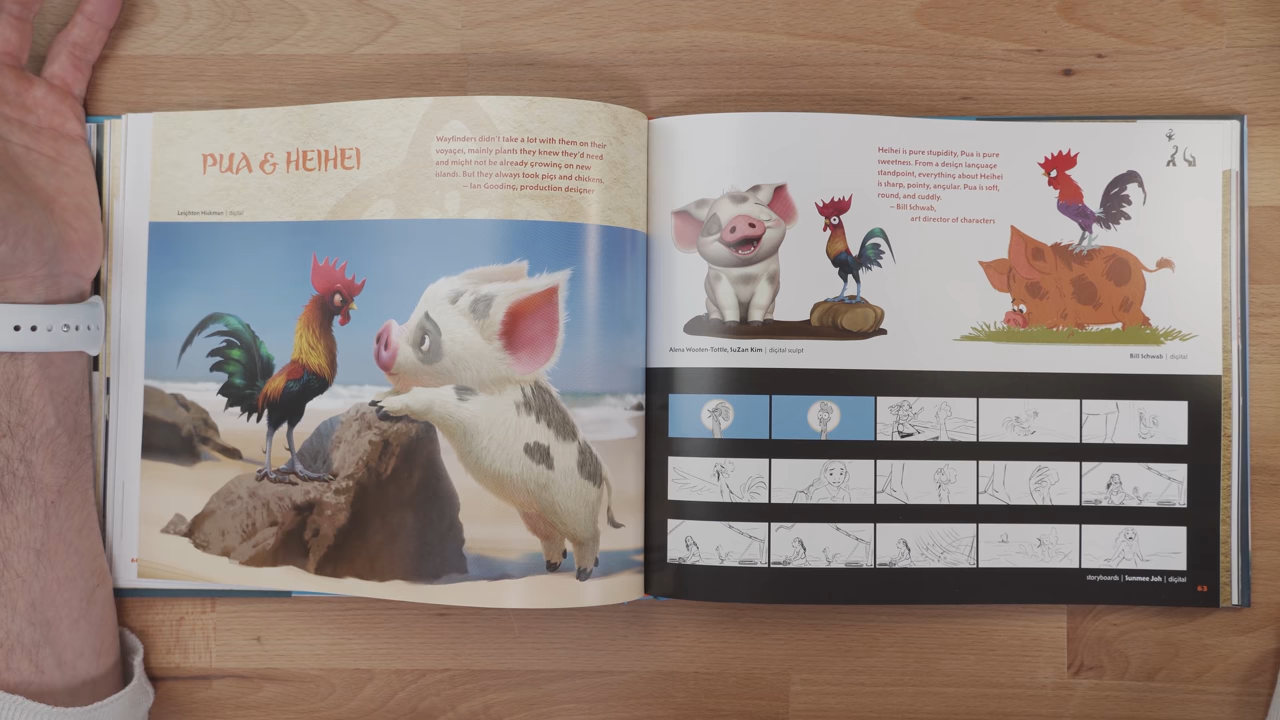 PUA & HEIHEI
Wayfinders didn't take a lot with them on their
voyages, mainly plants they knew they'd need
and might not be already growing on new
islands. But they always took pigs and chickens.
— Ian Gooding, production designer
Leighton Hickman | digital
Heihei is pure stupidity, Pua is pure
sweetness. From a design language
standpoint, everything about Heihei
is sharp, pointy, angular. Pua is soft,
round, and cuddly.
— Bill Schwab,
art director of characters
Alena Wooten-Tottle, SuZan Kim | digital sculpt
Bill Schwab | digital
storyboards | Sunmee Joh | digital
63